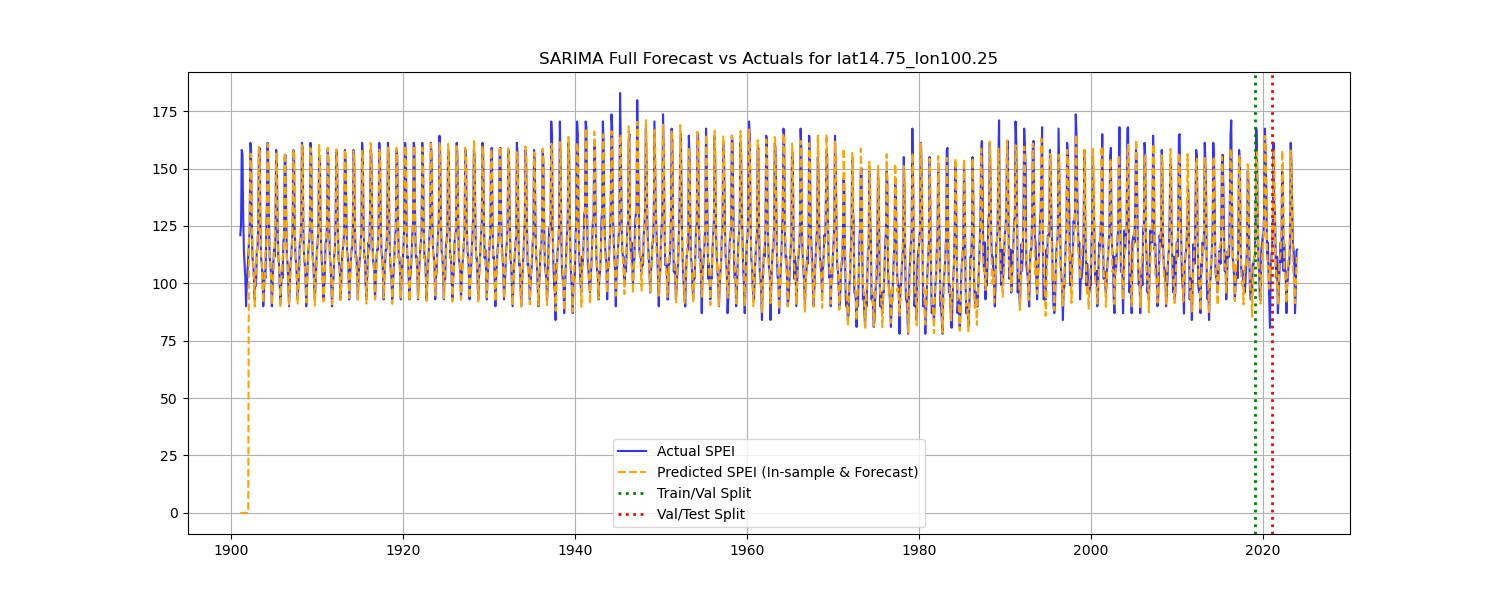 SARIMA Full Forecast vs Actuals for lat14.75_lon100.25
175
150
125
100
75
50
25
0
Actual SPEI
Predicted SPEI (In-sample & Forecast)
Train/Val Split
Val/Test Split
1900 1920 1940 1960 1980 2000 2020